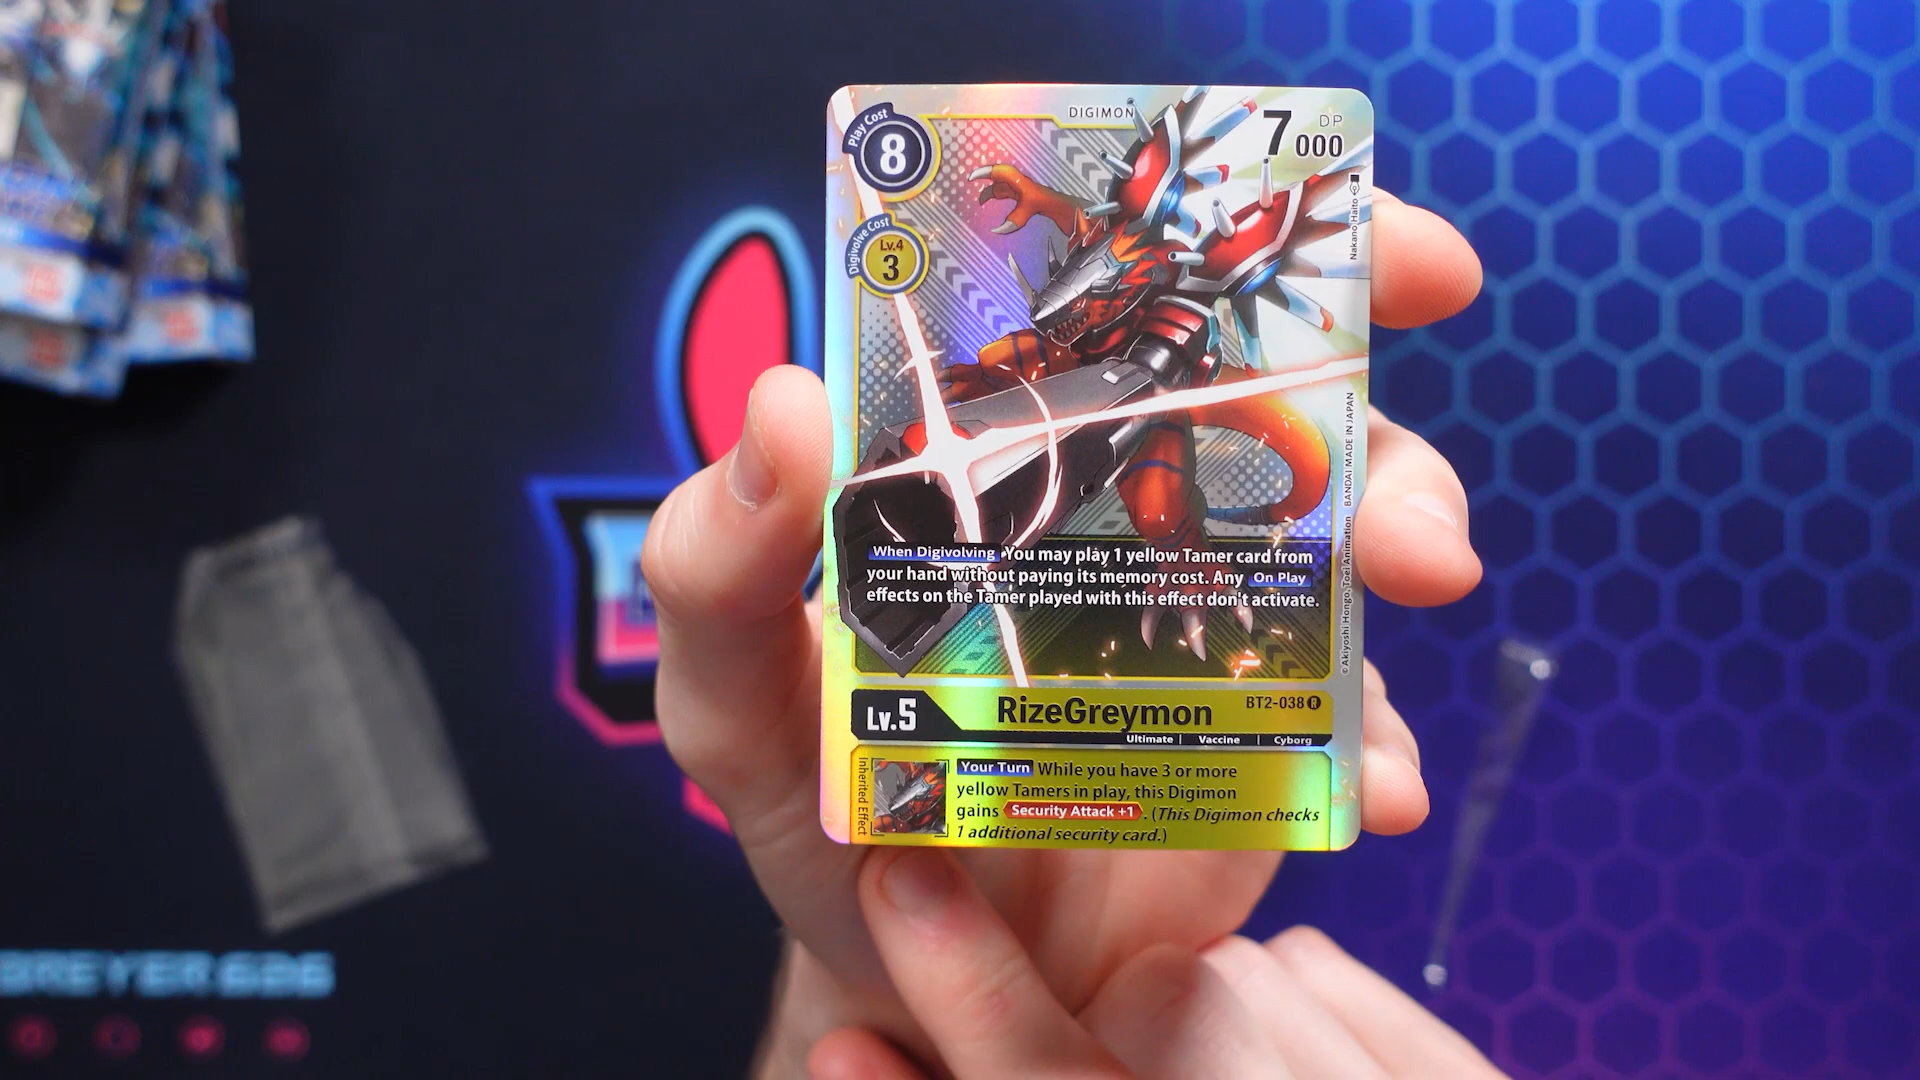 DIGIMON
Play Cost
8
7000
DP
Digivolve Cost
Lv.4
3
Nakano Haito
When Digivolving You may play 1 yellow Tamer card from
your hand without paying its memory cost. Any On Play
effects on the Tamer played with this effect don't activate.
©Akiyoshi Hongo, Toei Animation BANDAI MADE IN JAPAN
Lv.5
RizeGreymon
BT2-038 R
Ultimate | Vaccine | Cyborg
Inherited Effect
Your Turn While you have 3 or more
yellow Tamers in play, this Digimon
gains Security Attack +1. (This Digimon checks
1 additional security card.)